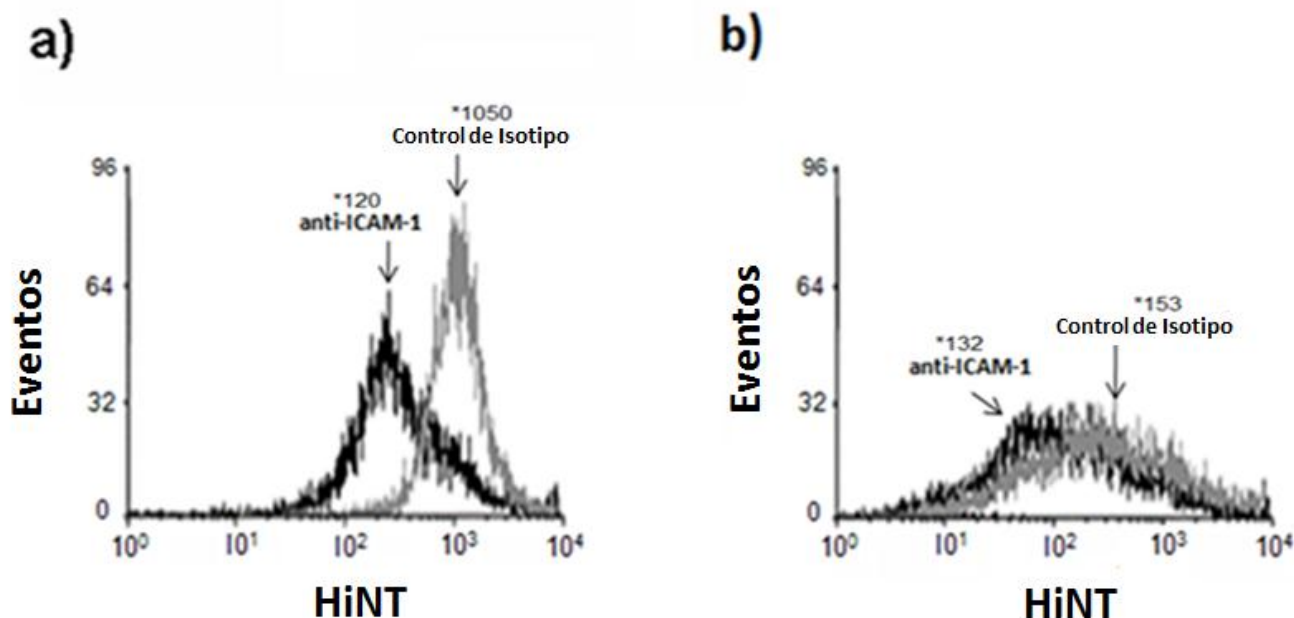 a)
*1050
Control de Isotipo
*120
anti-ICAM-1
96
64
32
0
Eventos
10⁰
10¹
10²
10³
10⁴
HiNT
b)
*153
Control de Isotipo
*132
anti-ICAM-1
96
64
32
0
Eventos
10⁰
10¹
10²
10³
10⁴
HiNT